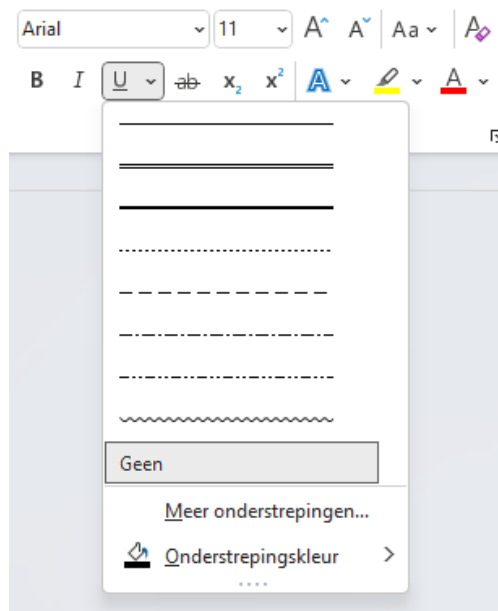 Arial 11 A A Aa A
B I U ab x2 x2 A A
Geen
Meer onderstrepingen...
Onderstrepingskleur